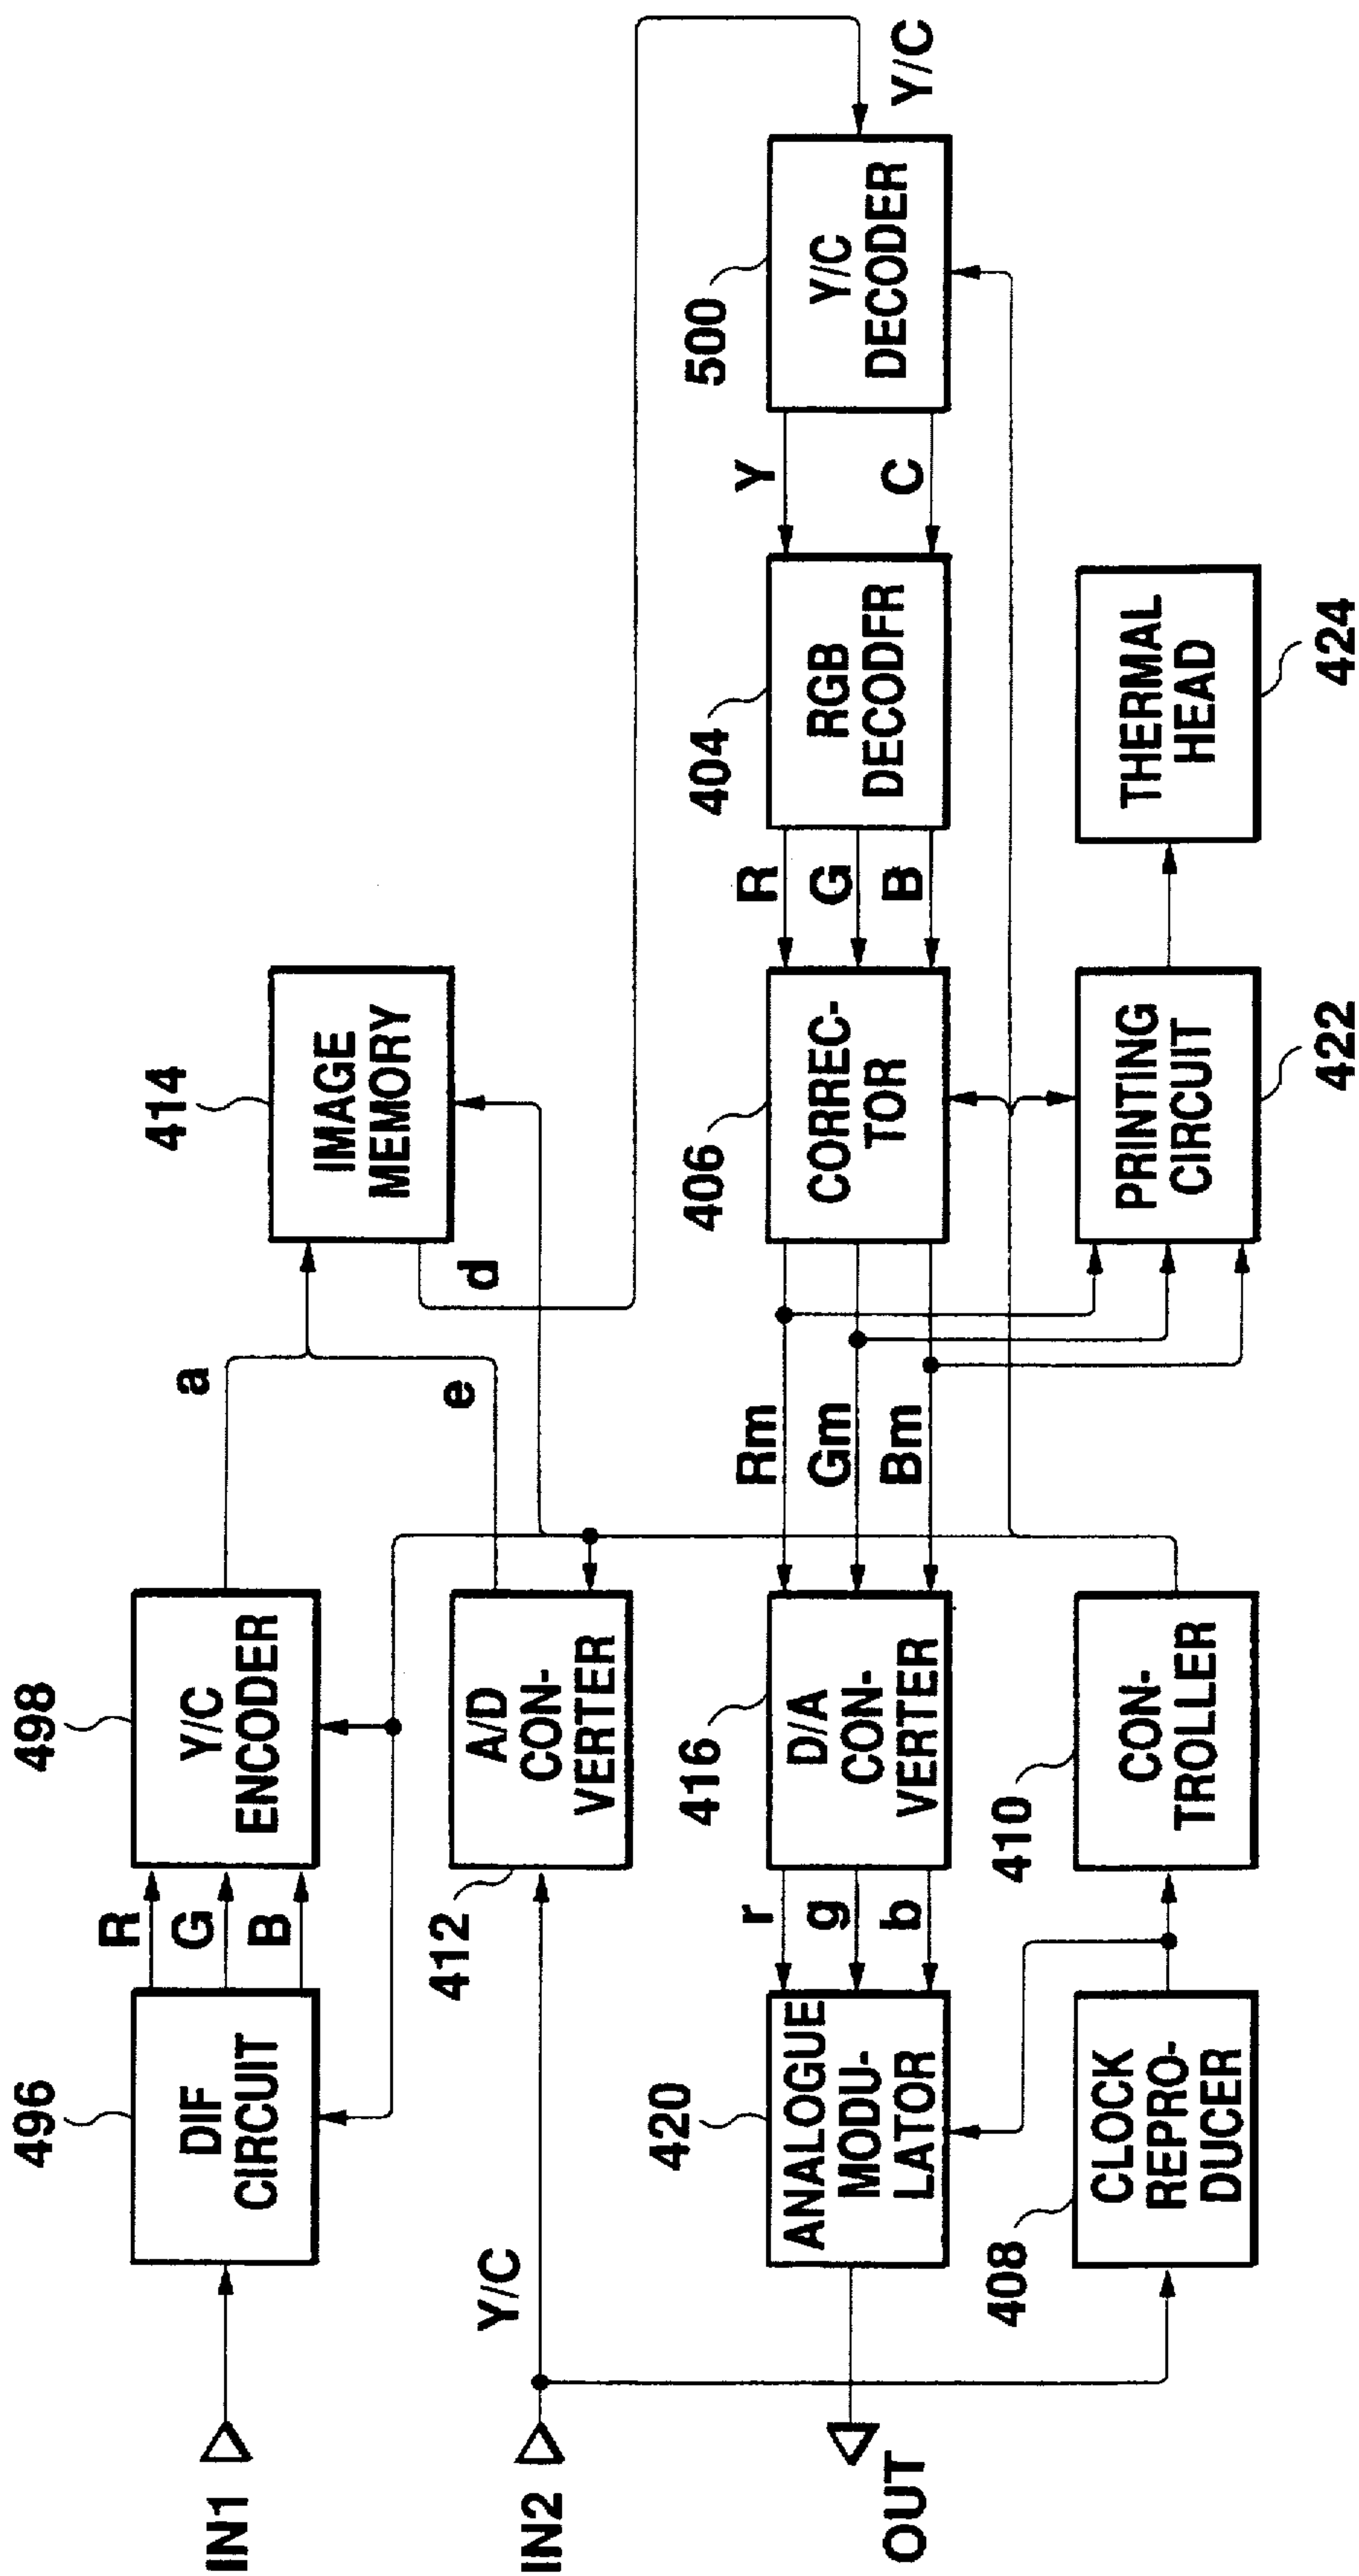 IN1
496
DIF
CIRCUIT
R
G
B
498
Y/C
ENCODER
a
414
IMAGE
MEMORY
d
IN2
Y/C
412
A/D
CON-
VERTER
e
OUT
420
ANALOGUE
MODU-
LATOR
r
g
b
416
D/A
CON-
VERTER
Rm
Gm
Bm
406
CORREC-
TOR
R
G
B
404
RGB
DECODFR
Y
C
500
Y/C
DECODER
Y/C
408
CLOCK
REPRO-
DUCER
410
CON-
TROLLER
PRINTING
CIRCUIT
422
THERMAL
HEAD
424